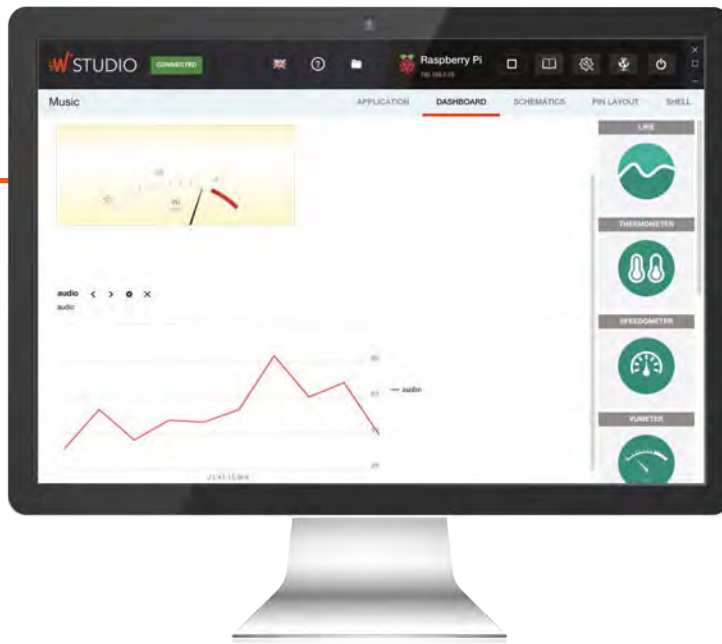 W STUDIO
CONNECTED
Raspberry Pi
Music
APPLICATION
DASHBOARD
SCHEMATICS
PIN LAYOUT
SHELL
LINE
THERMOMETER
SPEEDOMETER
VUMETER
audio
audio
audio